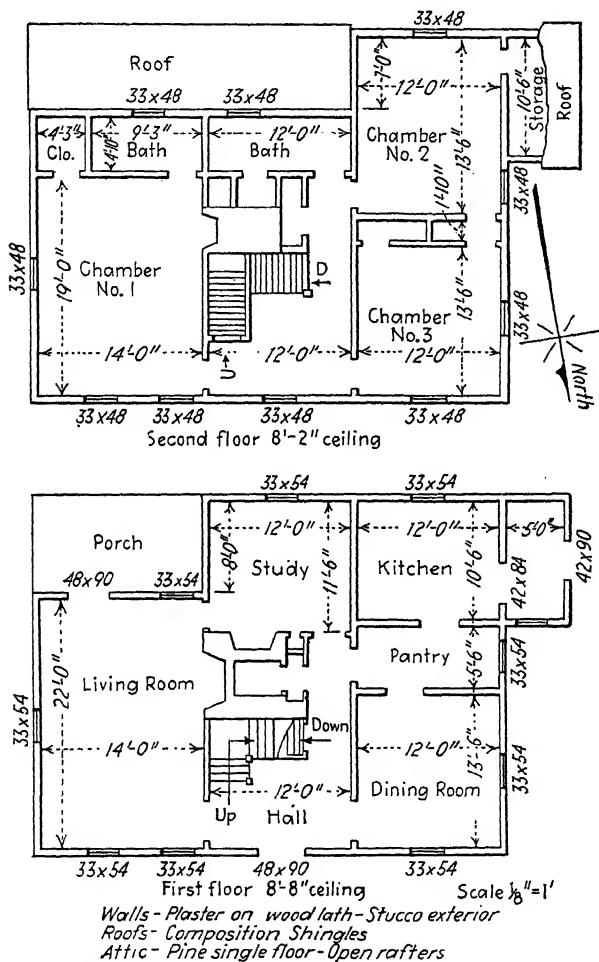 33x48
Roof
33x48 33x48
7'-0"
12'-0"
10'-6"
Storage
Roof
4'-3" 9'-3" 12'-0"
Clo. 4'-10" Bath Bath
Chamber
No. 2
13'-6"
1'-10"
33x48
33x48
19'-0"
Chamber
No. 1
D
Chamber
No. 3
13'-6"
33x48
14'-0" 12'-0" 12'-0"
U
North
33x48 33x48 33x48 33x48
Second floor 8'-2" ceiling
33x54 33x54
Porch
12'-0" 12'-0" 5'-0"
8'-0" Study 11'-6" Kitchen 10'-6" 42x84 42x90
48x90 33x54
Pantry 5'-6" 33x54
22'-0" Living Room
33x54
Down
14'-0" 12'-0" 13'-6" 33x54
12'-0" Dining Room
Up Hall
33x54 33x54 48x90 33x54
First floor 8'-8" ceiling Scale 1/8"=1'
Walls - Plaster on wood lath - Stucco exterior
Roofs - Composition Shingles
Attic - Pine single floor - Open rafters